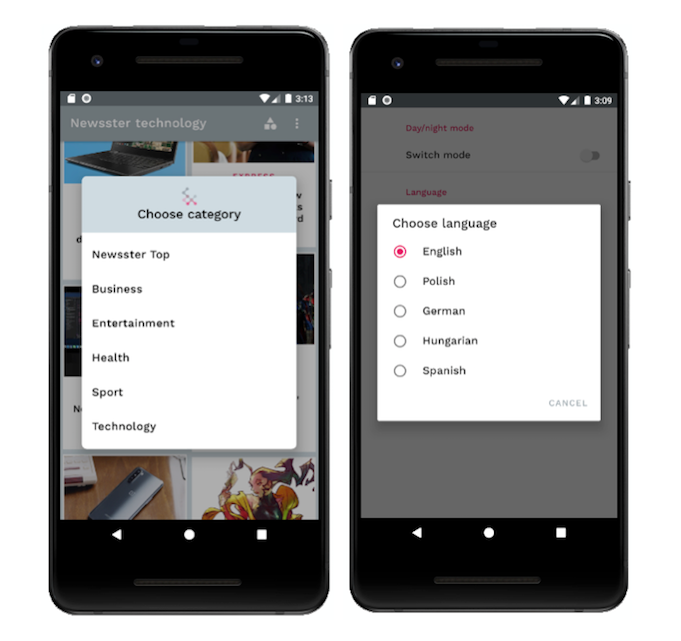 3:13
Newsster technology
EXPRESS
Choose category
Newsster Top
Business
Entertainment
Health
Sport
Technology
3:09
Day/night mode
Switch mode
Language
Choose language
English
Polish
German
Hungarian
Spanish
CANCEL